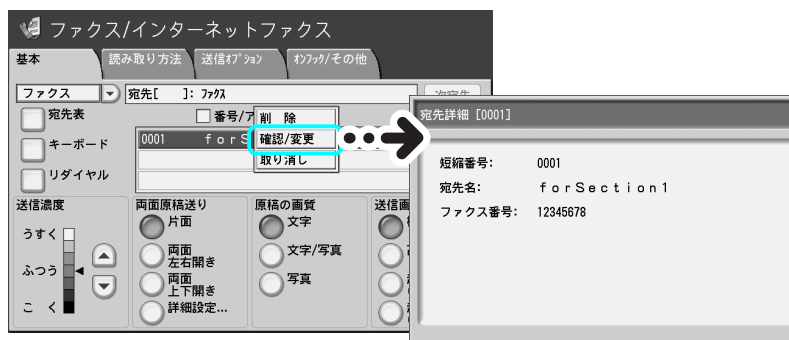 ファクス/インターネットファクス
基本
読み取り方法
送信ｵﾌﾟｼｮﾝ
ｵﾝﾌｯｸ/その他
ファクス
宛先[　　]: ﾌｧｸｽ
次宛先
宛先表
番号/ア
キーボード
0001　forS
リダイヤル
削　除
確認/変更
取り消し
送信濃度
うすく
ふつう
こ　く
両面原稿送り
片面
両面
左右開き
両面
上下開き
詳細設定...
原稿の画質
文字
文字/写真
写真
送信画
宛先詳細 [0001]
短縮番号:　0001
宛先名:　forSection1
ファクス番号:　12345678